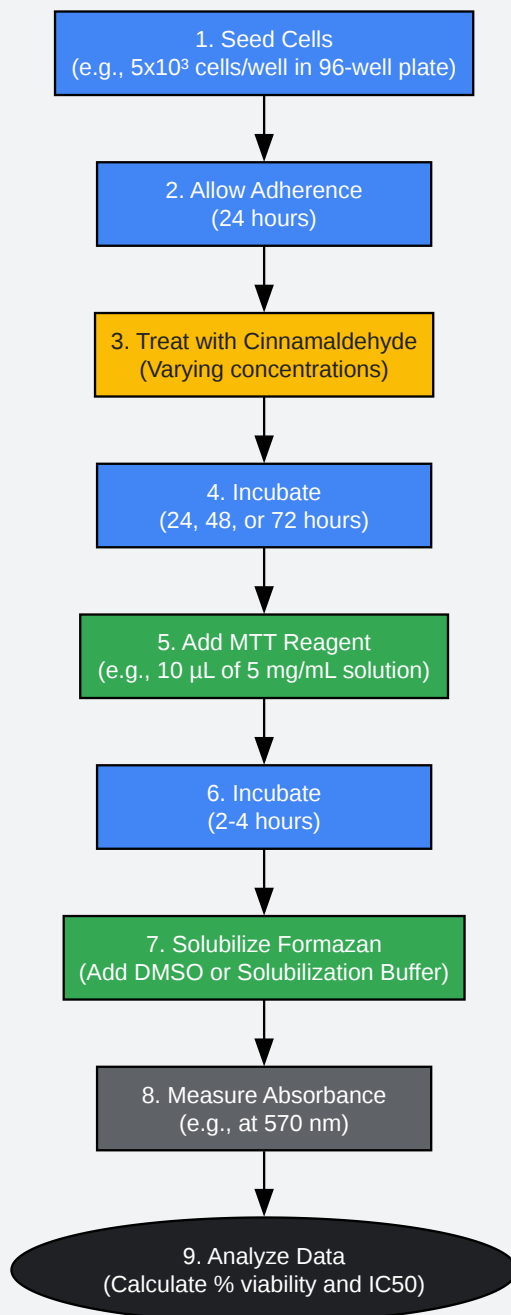 1. Seed Cells
(e.g., 5x10³ cells/well in 96-well plate)
2. Allow Adherence
(24 hours)
3. Treat with Cinnamaldehyde
(Varying concentrations)
4. Incubate
(24, 48, or 72 hours)
5. Add MTT Reagent
(e.g., 10 µL of 5 mg/mL solution)
6. Incubate
(2-4 hours)
7. Solubilize Formazan
(Add DMSO or Solubilization Buffer)
8. Measure Absorbance
(e.g., at 570 nm)
9. Analyze Data
(Calculate % viability and IC50)